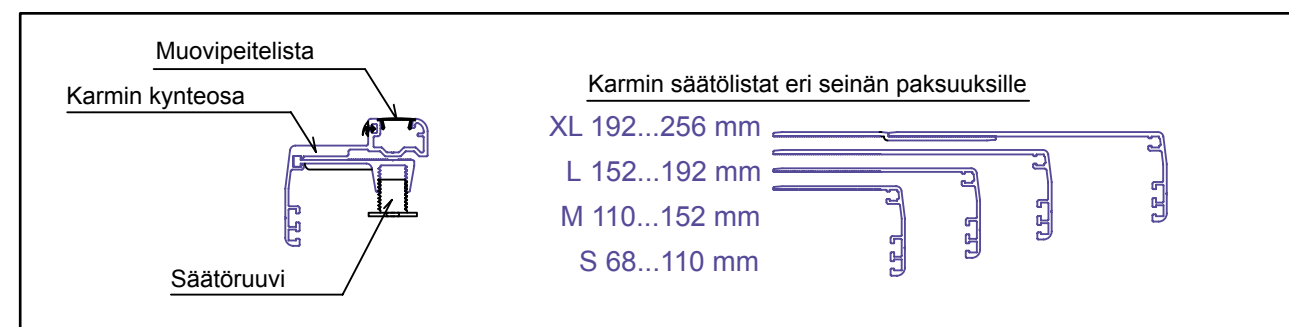 Muovipeitelista
Karmin kynteosa
Säätöruuvi
Karmin säätölistat eri seinän paksuuksille
XL 192...256 mm
L 152...192 mm
M 110...152 mm
S 68...110 mm